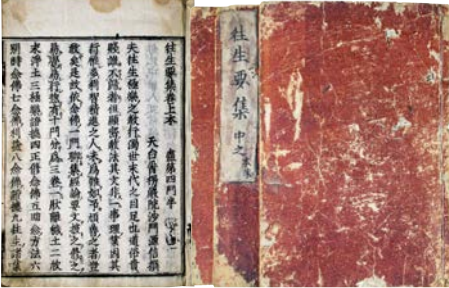 往生要集卷上本 盡第四門半
天台首楞嚴院沙門源信撰
夫往生極樂之教行濁世末代之目足也道俗貴
賤誰不歸者但顯密教法其文非一事理業因其
行惟多利智精進之人未爲難如予頑魯之者豈
敢矣是故依念佛一門聊集經論要文披之修之
易覺易行惣有十門分爲三卷一厭離穢土二欣
求淨土三極樂證據四正修念佛五助念方法六
別時念佛七念佛利益八念佛證據九往生諸業
往生要集 中之